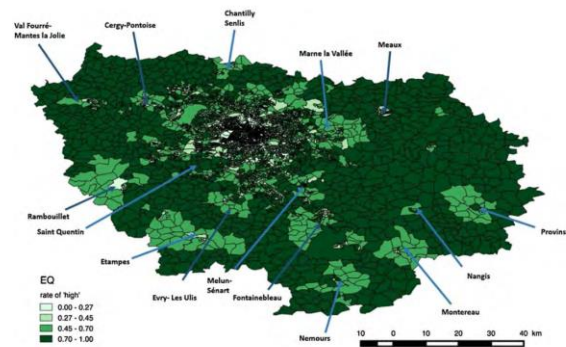 Chantilly
Senlis
Val Fourré-
Mantes la Jolie
Cergy-Pontoise
Marne la Vallée
Meaux
Rambouillet
Saint Quentin
Provins
Etampes
Melun-
Sénart
Nangis
Evry- Les Ulis
Fontainebleau
Montereau
Nemours
EQ
rate of 'high'
0.00 - 0.27
0.27 - 0.45
0.45 - 0.70
0.70 - 1.00
10 0 10 20 30 40 km